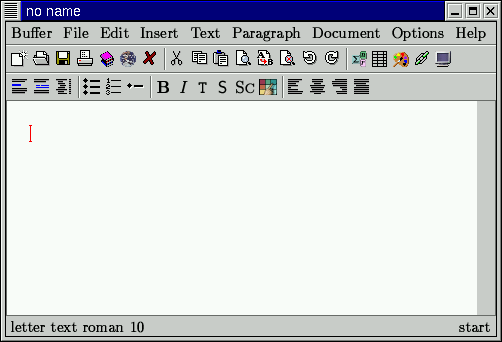 no name
Buffer File Edit Insert Text Paragraph Document Options Help
B I T S SC
letter text roman 10 start